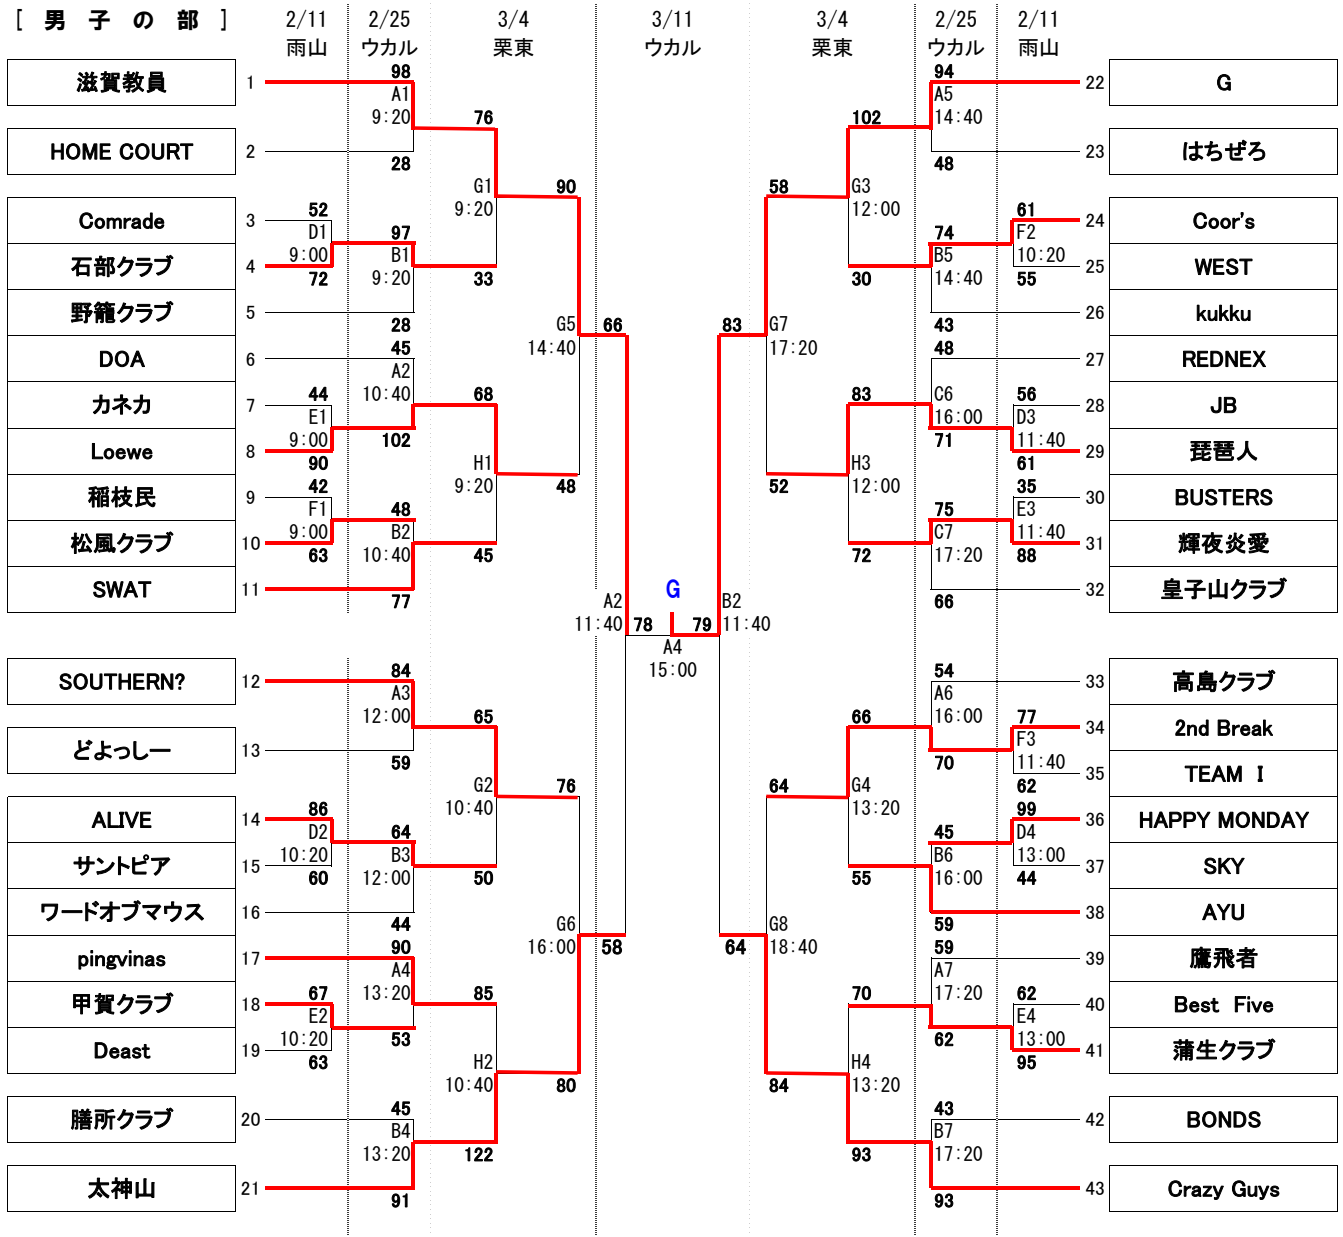 [ 男 子 の 部 ] 2/11 2/25 3/4 3/11 3/4 2/25 2/11
雨山 ウカル 栗東 ウカル 栗東 ウカル 雨山
滋賀教員 1 98 94 22 G
A1 A5
9:20 76 102 14:40
HOME COURT 2 28 48 23 はちぜろ
G1 90 58 G3
9:20 12:00
Comrade 3 52 61 24 Coor's
D1 97 74 F2
9:00 B1 B5 10:20
石部クラブ 4 72 9:20 33 30 14:40 55 25 WEST
野籠クラブ 5 28 43 26 kukku
G5 66 83 G7
14:40 17:20
DOA 6 45 48 27 REDNEX
A2 C6
10:40 68 83 16:00
カネカ 7 44 56 28 JB
E1 D3
9:00 102 71 11:40
Loewe 8 90 61 29 琵琶人
H1 48 52 H3
9:20 12:00
稲枝民 9 42 35 30 BUSTERS
F1 48 75 E3
9:00 B2 C7 11:40
松風クラブ 10 63 10:40 45 72 17:20 88 31 輝夜炎愛
SWAT 11 77 66 32 皇子山クラブ
G
A2 B2
11:40 78 79 11:40
A4
15:00
SOUTHERN? 12 84 54 33 高島クラブ
A3 A6
12:00 65 66 16:00
77 34 2nd Break
F3
どよっしー 13 59 70 11:40
62 35 TEAM I
G2 76 64 G4
10:40 13:20
ALIVE 14 86 99 36 HAPPY MONDAY
D2 64 45 D4
10:20 B3 B6 13:00
サントピア 15 60 12:00 50 55 16:00 44 37 SKY
ワードオブマウス 16 44 59 38 AYU
G6 58 64 G8
16:00 18:40
pingvinas 17 90 59 39 鷹飛者
A4 A7
13:20 85 70 17:20
甲賀クラブ 18 67 62 40 Best Five
E2 E4
10:20 53 62 13:00
Deast 19 63 95 41 蒲生クラブ
H2 80 84 H4
10:40 13:20
膳所クラブ 20 45 43 42 BONDS
B4 B7
13:20 122 93 17:20
太神山 21 91 93 43 Crazy Guys